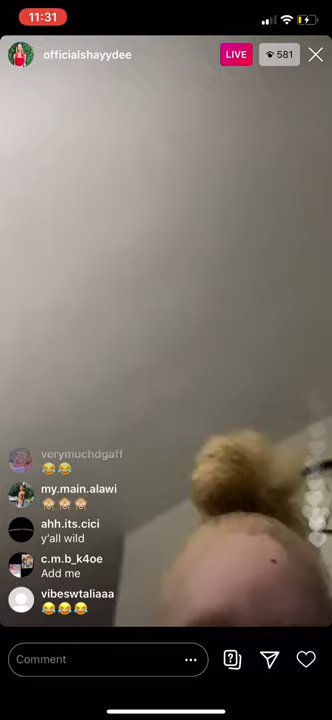 11:31
officialshayydee
LIVE
581
verymuchdgaff
😂😂
my.main.alawi
🙈🙈🙈
ahh.its.cici
y'all wild
c.m.b_k4oe
Add me
vibeswtaliaaa
😂😂😂
Comment